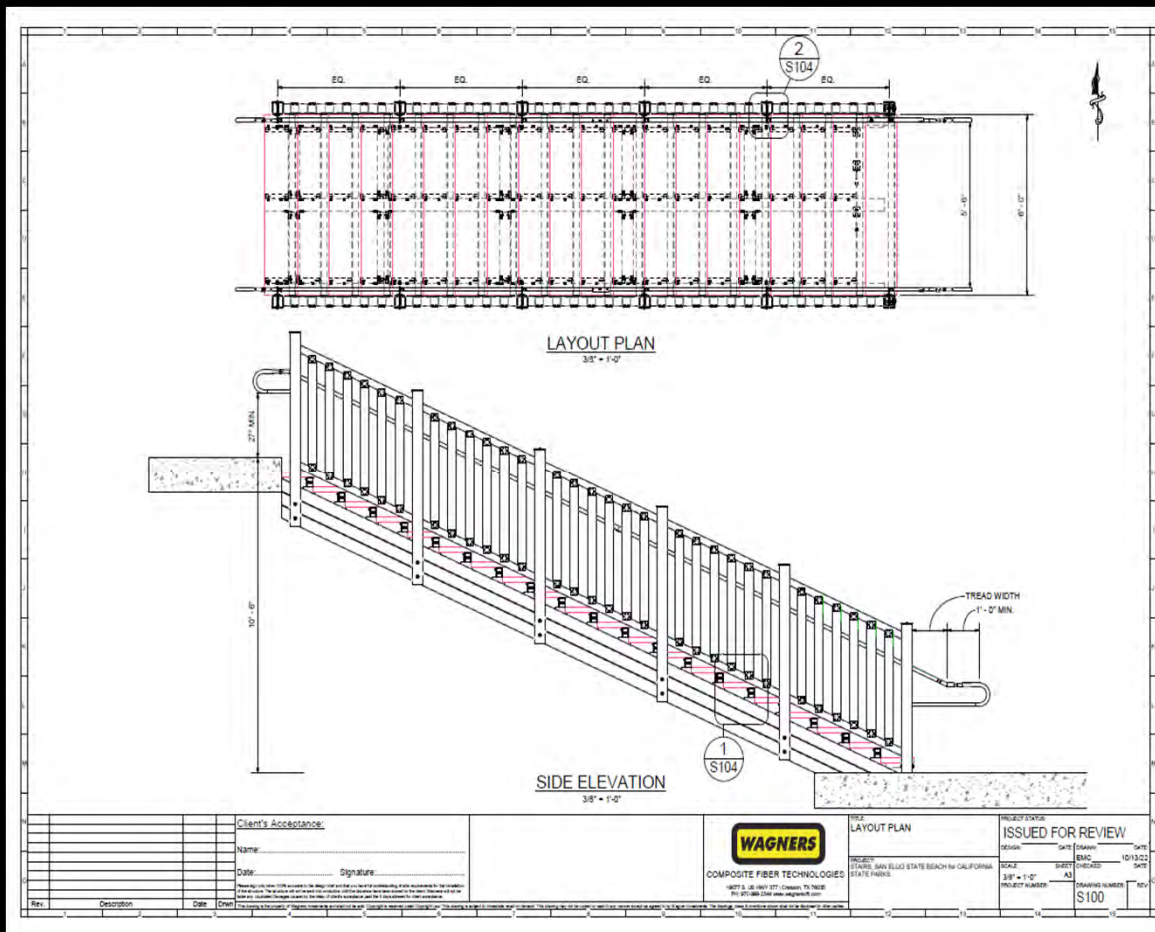 EQ.
EQ.
EQ.
EQ.
EQ.
2
S104
5' - 6"
6' - 0"
LAYOUT PLAN
3/8" = 1'-0"
27" MIN.
10' - 6"
TREAD WIDTH
1' - 0" MIN.
1
S104
SIDE ELEVATION
3/8" = 1'-0"
Client's Acceptance:
Name:
Date: Signature:
Rev. Description Date Drwn
WAGNERS
COMPOSITE FIBER TECHNOLOGIES
TITLE:
LAYOUT PLAN
PROJECT:
STAIRS, SAN ELIJO STATE BEACH for CALIFORNIA
STATE PARKS
PROJECT STATUS:
ISSUED FOR REVIEW
DESIGN: DATE DRAWN: DATE
EMC 10/13/22
SCALE: SHEET CHECKED: DATE
3/8" = 1'-0" A3
PROJECT NUMBER: DRAWING NUMBER: REV:
S100